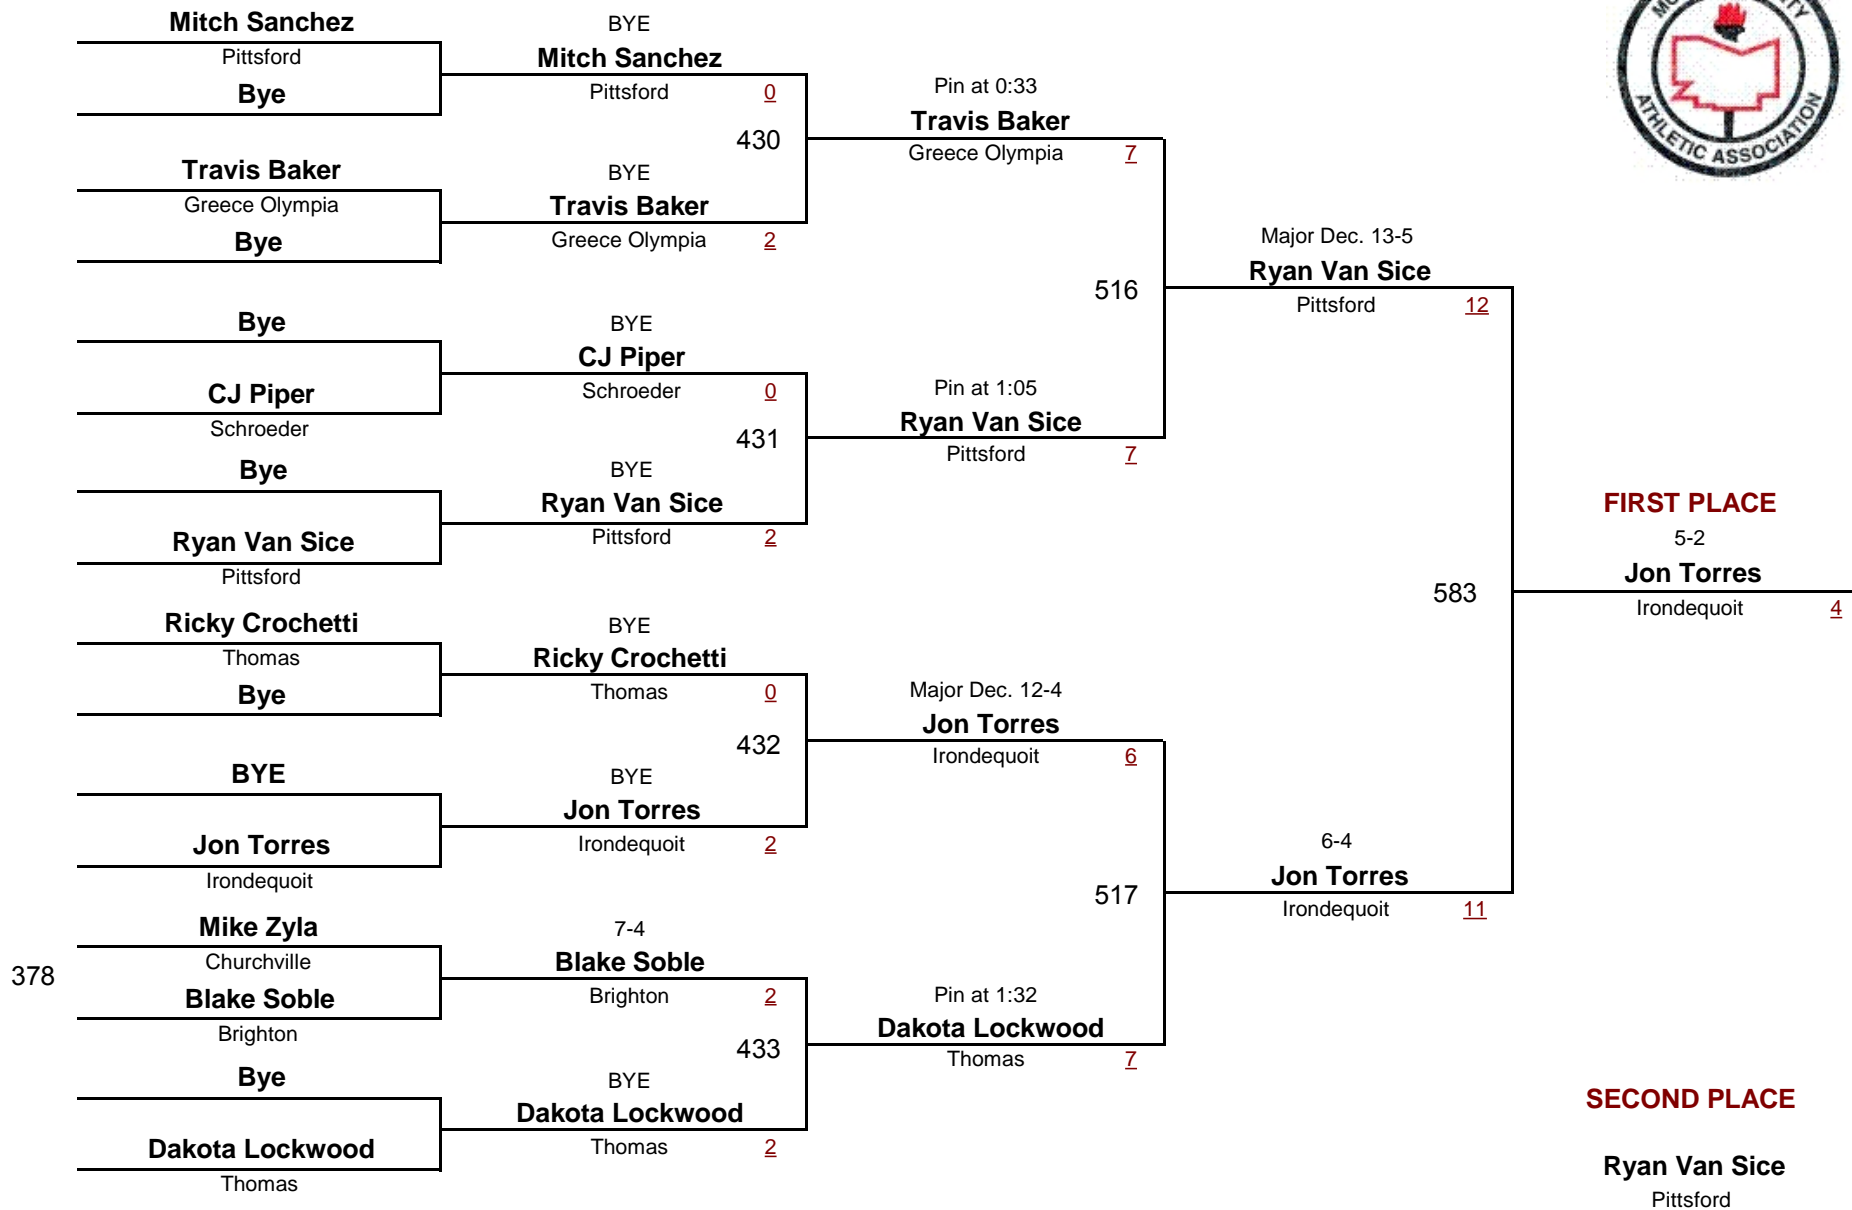 Mitch Sanchez
Pittsford
Bye
Travis Baker
Greece Olympia
Bye
Bye
CJ Piper
Schroeder
Bye
Ryan Van Sice
Pittsford
Ricky Crochetti
Thomas
Bye
BYE
Jon Torres
Irondequoit
378
Mike Zyla
Churchville
Blake Soble
Brighton
Bye
Dakota Lockwood
Thomas
BYE
Mitch Sanchez
Pittsford 0
430
BYE
Travis Baker
Greece Olympia 2
BYE
CJ Piper
Schroeder 0
431
BYE
Ryan Van Sice
Pittsford 2
BYE
Ricky Crochetti
Thomas 0
432
BYE
Jon Torres
Irondequoit 2
7-4
Blake Soble
Brighton 2
433
BYE
Dakota Lockwood
Thomas 2
Pin at 0:33
Travis Baker
Greece Olympia 7
516
Pin at 1:05
Ryan Van Sice
Pittsford 7
Major Dec. 12-4
Jon Torres
Irondequoit 6
517
Pin at 1:32
Dakota Lockwood
Thomas 7
Major Dec. 13-5
Ryan Van Sice
Pittsford 12
583
6-4
Jon Torres
Irondequoit 11
ATHLETIC ASSOCIATION
FIRST PLACE
5-2
Jon Torres
Irondequoit 4
SECOND PLACE
Ryan Van Sice
Pittsford